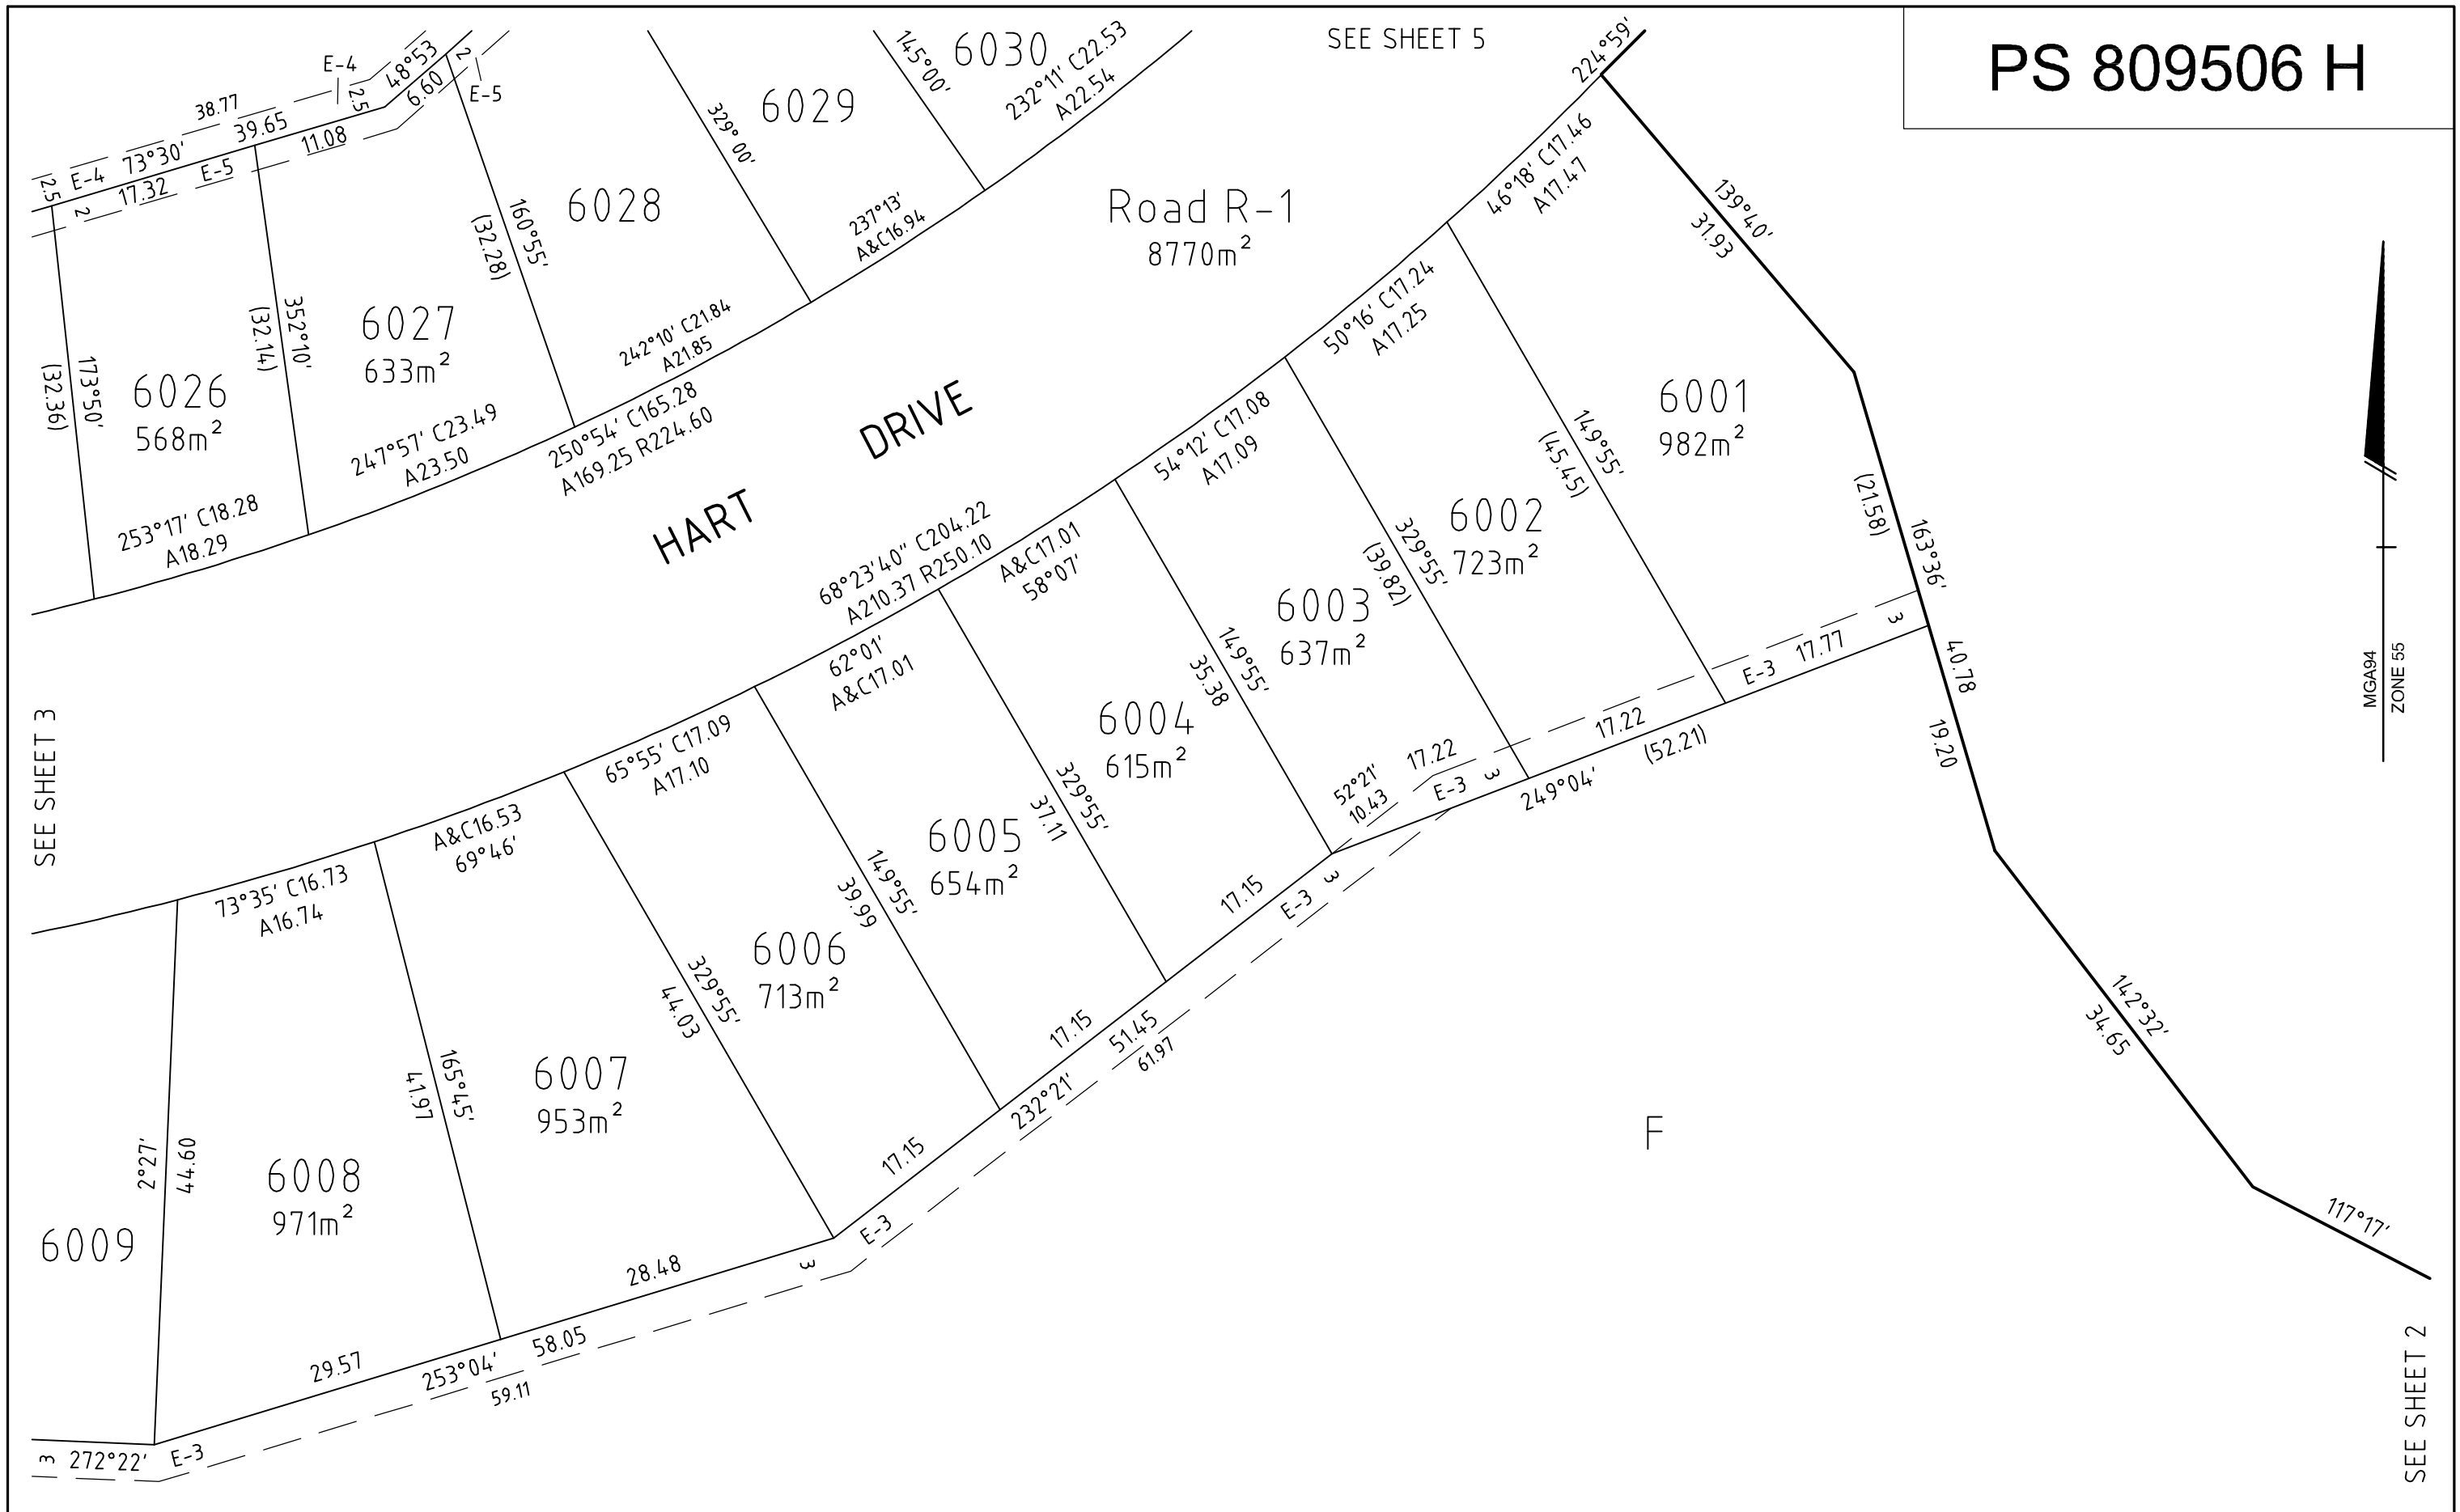 PS 809506 H
SEE SHEET 5
SEE SHEET 3
SEE SHEET 2
MGA94
ZONE 55
E-4
48°53
2
6.60
E-5
2.5
38.77
39.65
11.08
2.5
E-4
73°30'
E-5
17.32
2
6026
568m²
173°50'
(32.36)
253°17' C18.28
A18.29
352°10'
(32.14)
6027
633m²
247°57' C23.49
A23.50
160°55'
(32.28)
6028
242°10' C21.84
A21.85
250°54' C165.28
A169.25 R224.60
329°00'
6029
237°13'
A&C16.94
145°00'
6030
232°11' C22.53
A22.54
Road R-1
8770m²
HART
DRIVE
68°23'40" C204.22
A210.37 R250.10
224°59'
139°40'
31.93
46°18' C17.46
A17.47
6001
982m²
(21.58)
163°36'
40.78
19.20
3
17.77
E-3
149°55'
(45.45)
50°16' C17.24
A17.25
6002
723m²
17.22
(52.21)
249°04'
329°55'
(39.82)
54°12' C17.08
A17.09
6003
637m²
17.22
3
E-3
52°21'
10.43
149°55'
35.38
A&C17.01
58°07'
6004
615m²
17.15
3
E-3
329°55'
37.11
62°01'
A&C17.01
6005
654m²
17.15
51.45
61.97
232°21'
149°55'
39.99
65°55' C17.09
A17.10
6006
713m²
17.15
E-3
3
329°55'
44.03
A&C16.53
69°46'
6007
953m²
28.48
165°45'
41.97
73°35' C16.73
A16.74
6008
971m²
29.57
253°04'
58.05
59.11
2°27'
44.60
6009
3
272°22'
E-3
F
142°32'
34.65
117°17'